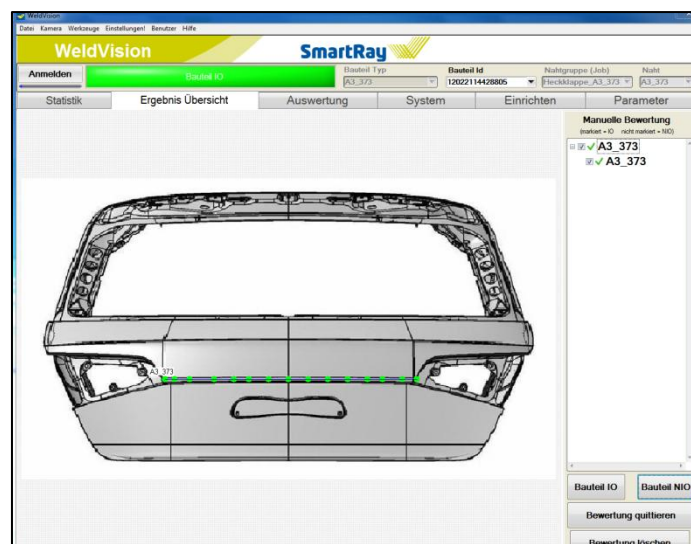 WeldVision
Datei Kamera Werkzeuge Einstellungen! Benutzer Hilfe
WeldVision
SmartRay
Anmelden
Bauteil IO
Bauteil Typ
A3_373
Bauteil Id
12022114428805
Nahtgruppe (Job)
Heckklappe_A3_373
Naht
A3_373
Statistik Ergebnis Übersicht Auswertung System Einrichten Parameter
Manuelle Bewertung
(markiert = IO nicht markiert = NIO)
A3_373
A3_373
A3_373
Bauteil IO Bauteil NIO
Bewertung quittieren
Bewertung löschen